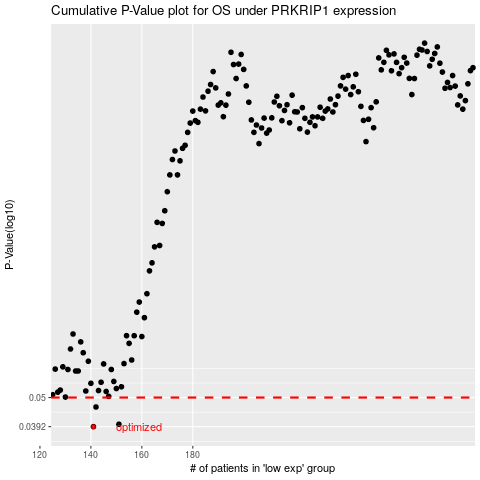 Cumulative P-Value plot for OS under PRKRIP1 expression
P-Value(log10)
0.05
0.0392
optimized
120 140 160 180
# of patients in 'low exp' group